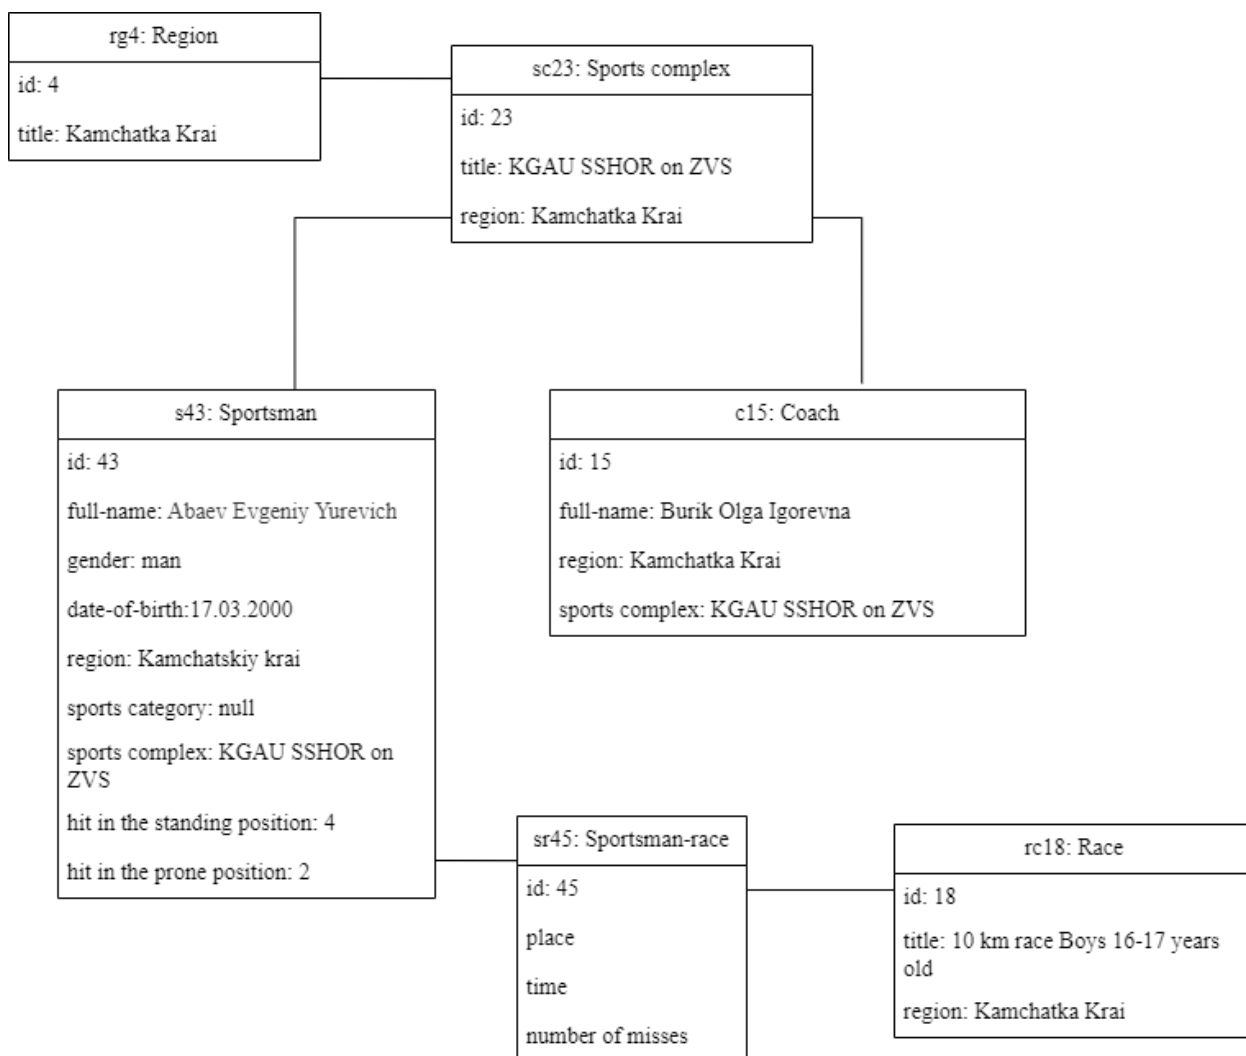 rg4: Region
id: 4
title: Kamchatka Krai
sc23: Sports complex
id: 23
title: KGAU SSHOR on ZVS
region: Kamchatka Krai
s43: Sportsman
id: 43
full-name: Abaev Evgeniy Yurevich
gender: man
date-of-birth:17.03.2000
region: Kamchatskiy krai
sports category: null
sports complex: KGAU SSHOR on
ZVS
hit in the standing position: 4
hit in the prone position: 2
c15: Coach
id: 15
full-name: Burik Olga Igorevna
region: Kamchatka Krai
sports complex: KGAU SSHOR on ZVS
sr45: Sportsman-race
id: 45
place
time
number of misses
rc18: Race
id: 18
title: 10 km race Boys 16-17 years
old
region: Kamchatka Krai